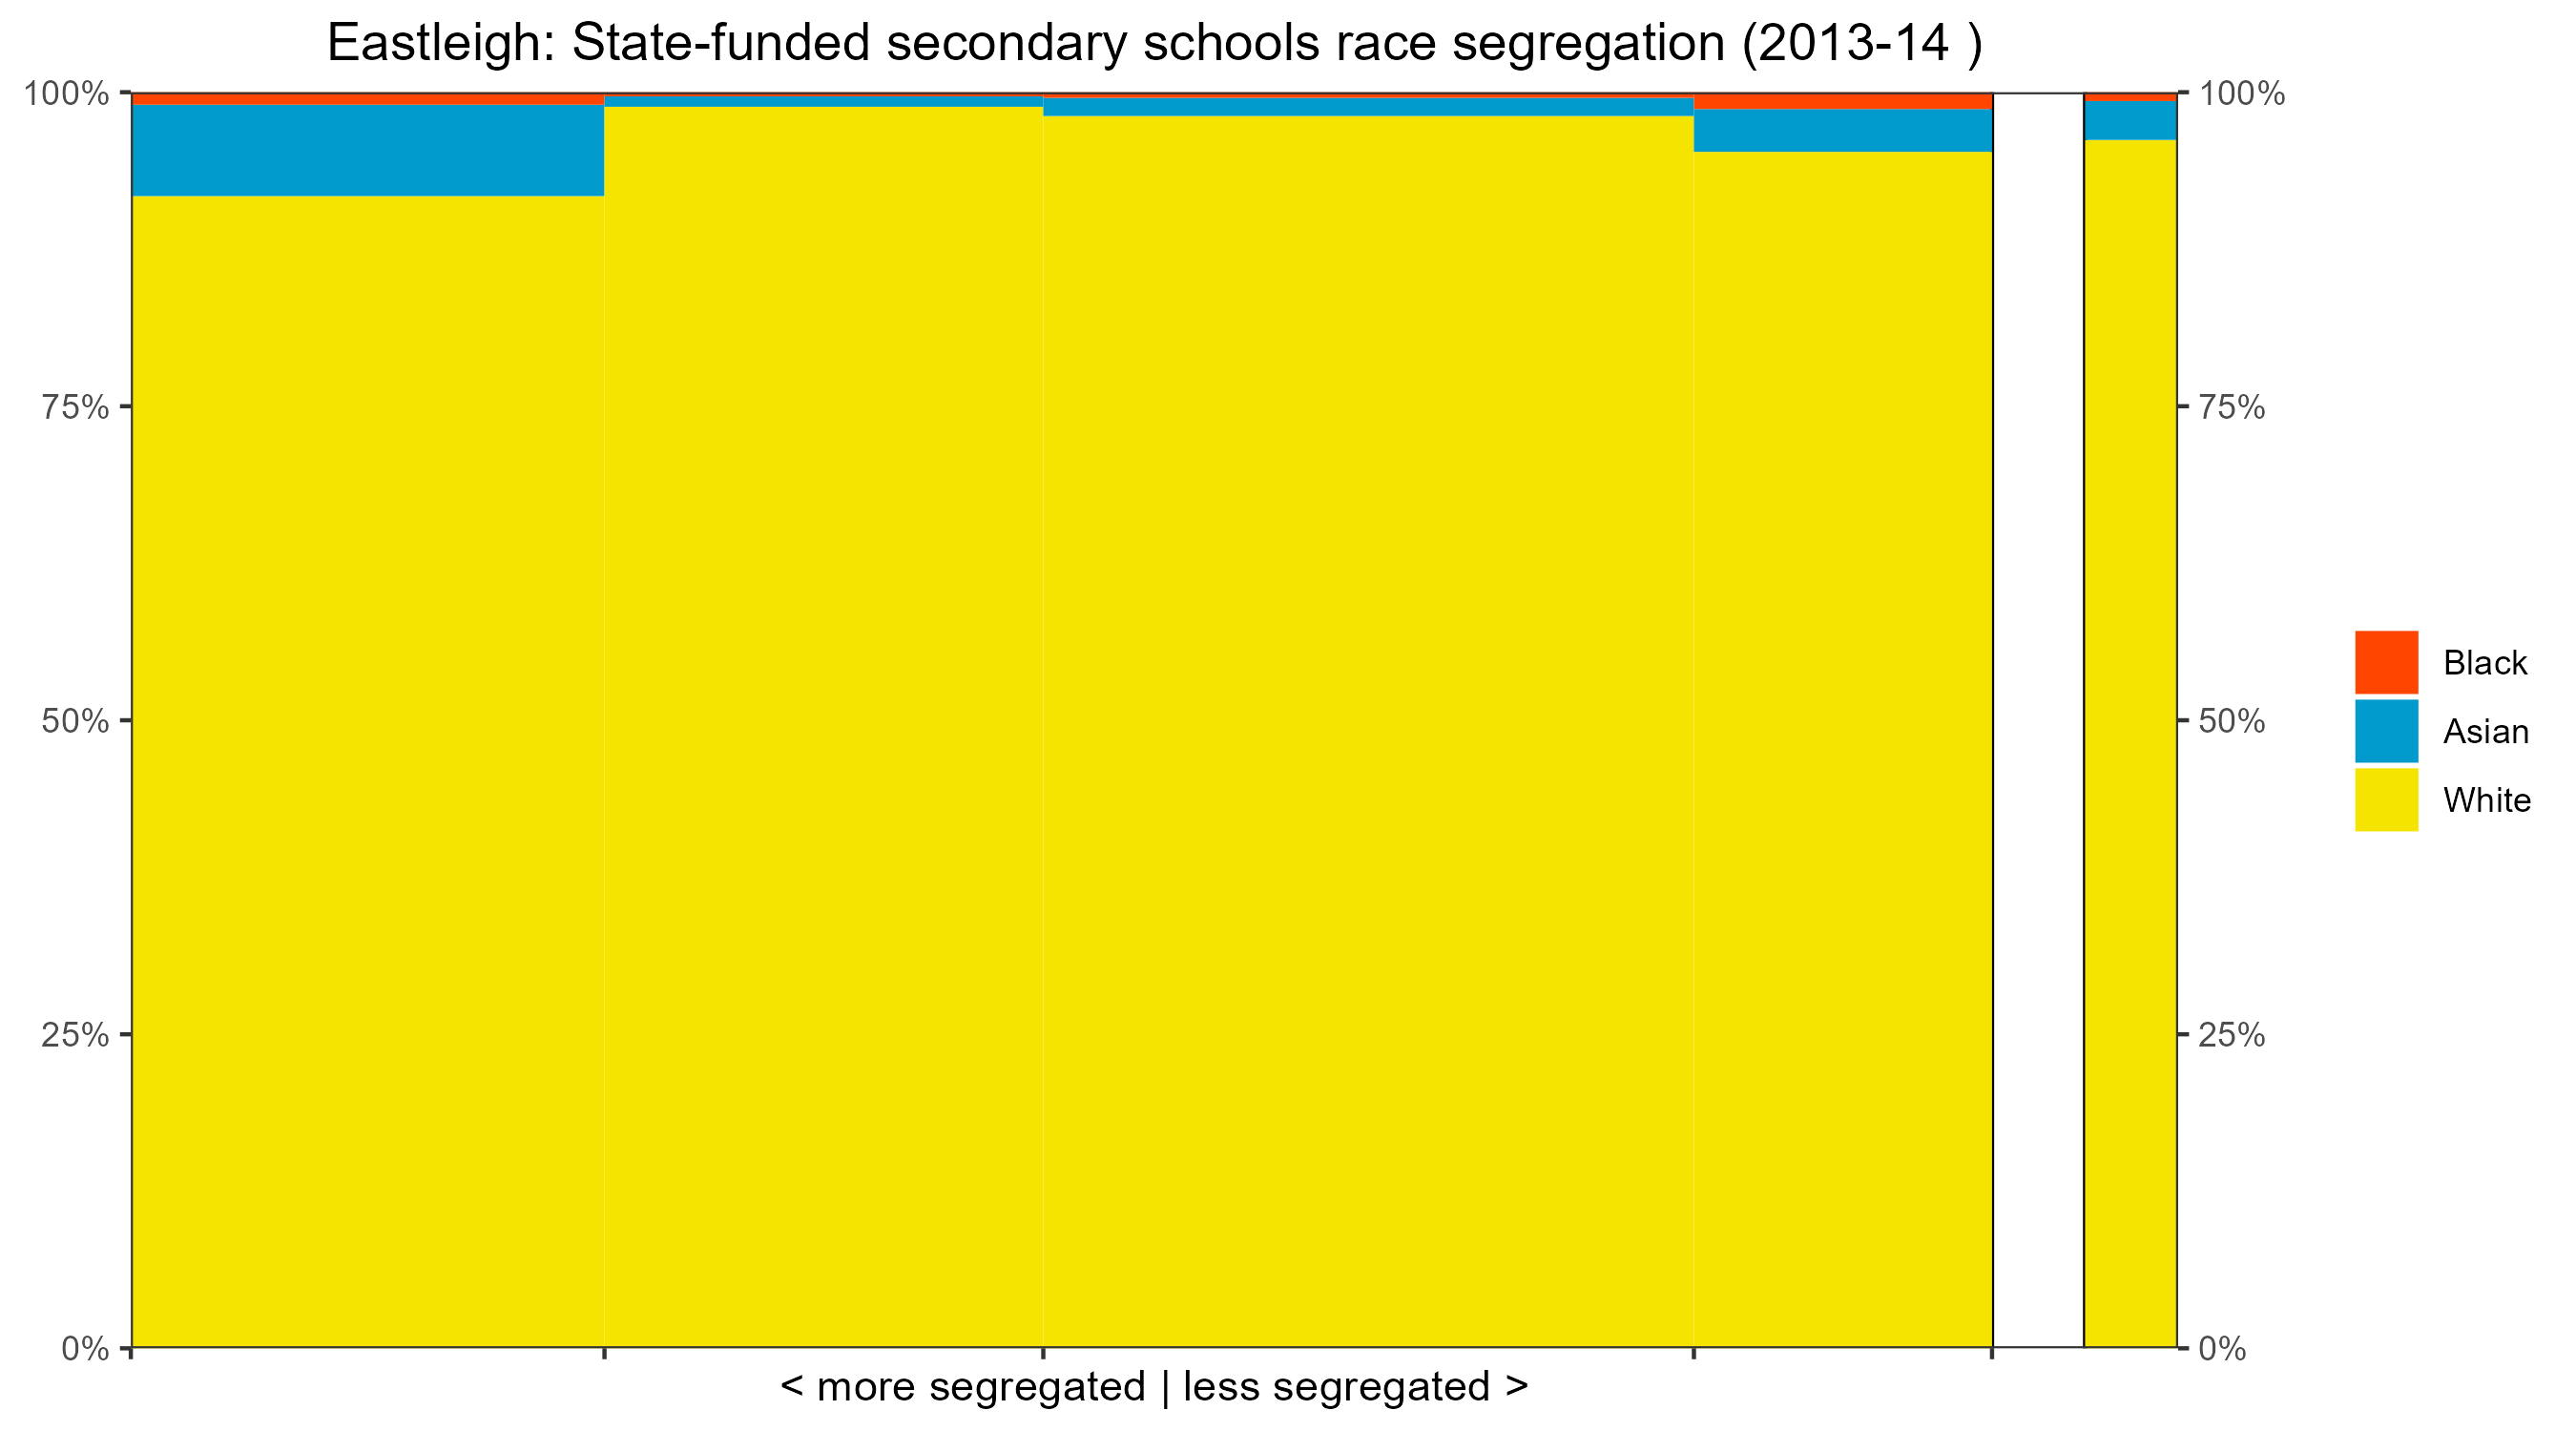 Eastleigh: State-funded secondary schools race segregation (2013-14 )
100%
75%
50%
25%
0%
100%
75%
50%
25%
0%
Black
Asian
White
< more segregated | less segregated >